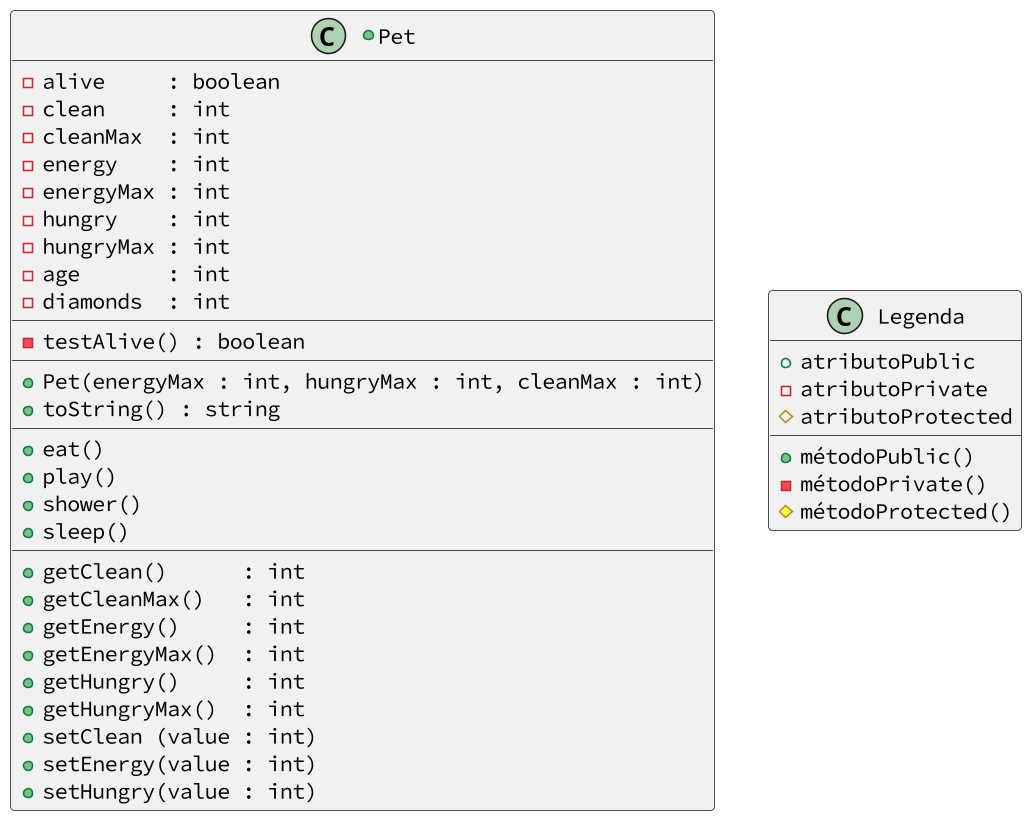 C Pet
alive : boolean
clean : int
cleanMax : int
energy : int
energyMax : int
hungry : int
hungryMax : int
age : int
diamonds : int
testAlive() : boolean
Pet(energyMax : int, hungryMax : int, cleanMax : int)
toString() : string
eat()
play()
shower()
sleep()
getClean() : int
getCleanMax() : int
getEnergy() : int
getEnergyMax() : int
getHungry() : int
getHungryMax() : int
setClean (value : int)
setEnergy(value : int)
setHungry(value : int)
C Legenda
atributoPublic
atributoPrivate
atributoProtected
métodoPublic()
métodoPrivate()
métodoProtected()